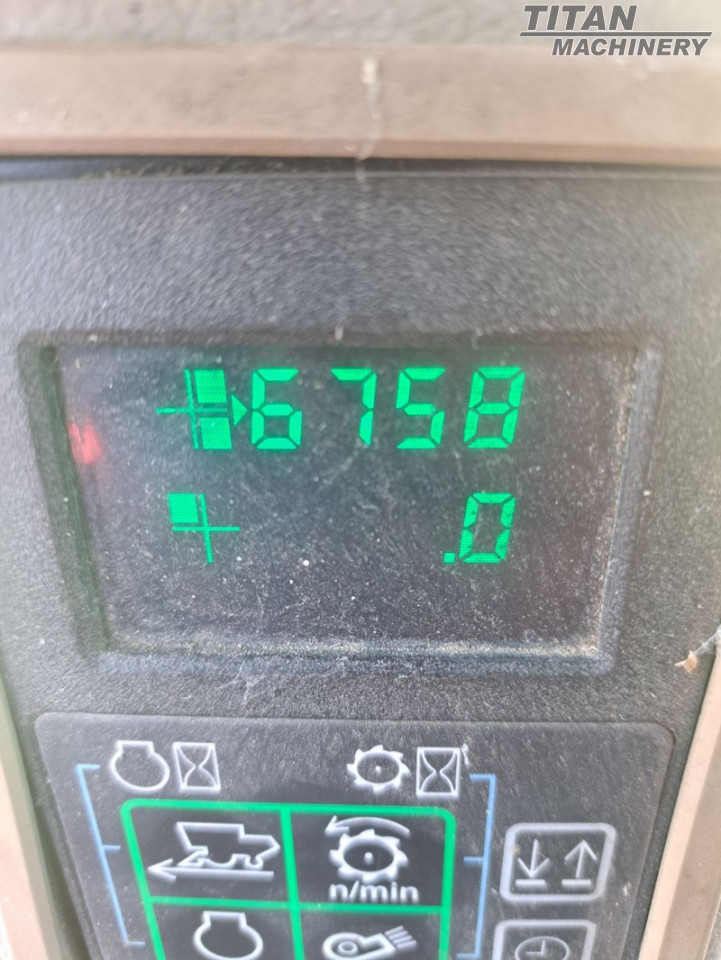 TITAN
MACHINERY
6758
.0
n/min